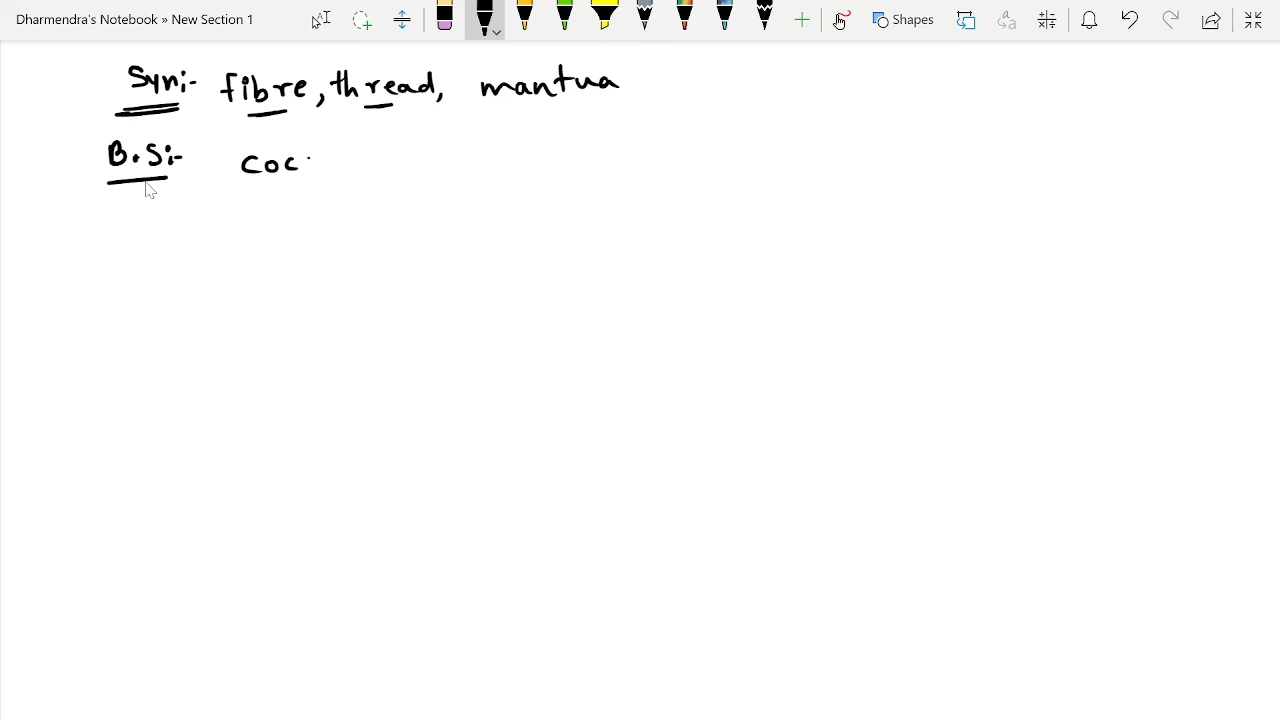 Dharmendra's Notebook » New Section 1 Shapes
Syn:- fibre, thread, mantua
B.S:- coc